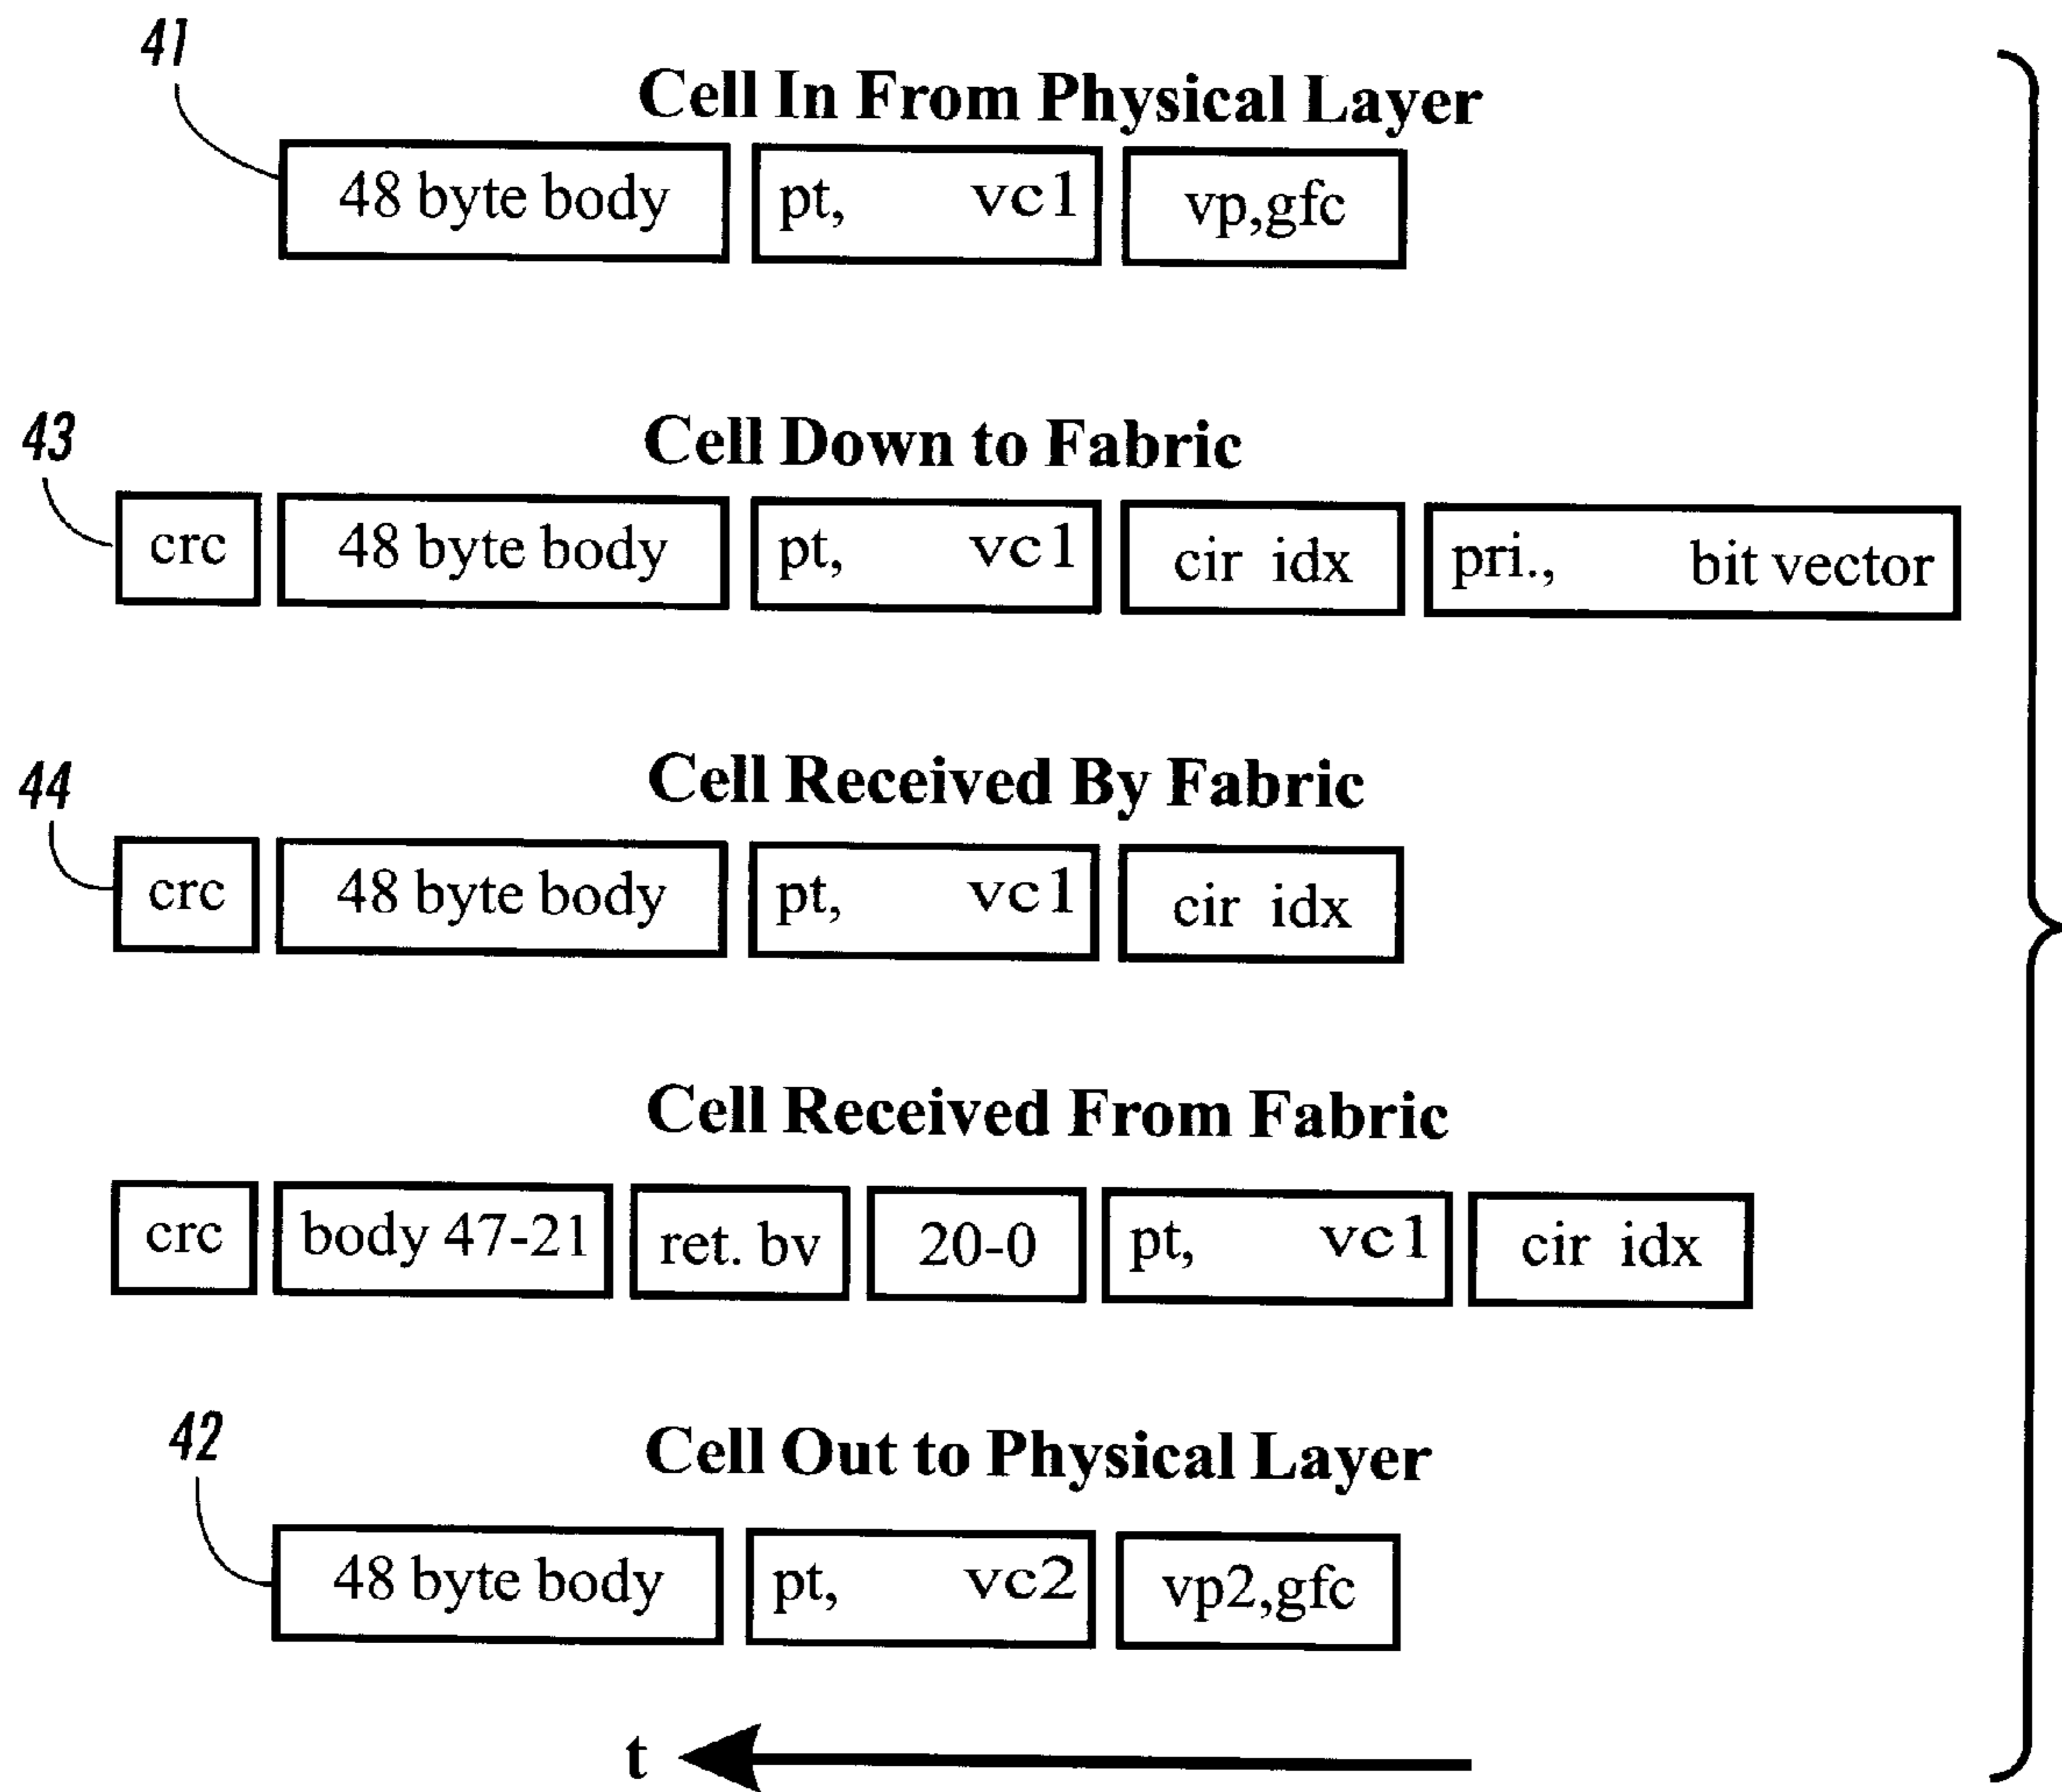 41
Cell In From Physical Layer
48 byte body pt, vc1 vp,gfc
43
Cell Down to Fabric
crc 48 byte body pt, vc1 cir idx pri., bit vector
44
Cell Received By Fabric
crc 48 byte body pt, vc1 cir idx
Cell Received From Fabric
crc body 47-21 ret. bv 20-0 pt, vc1 cir idx
42
Cell Out to Physical Layer
48 byte body pt, vc2 vp2,gfc
t